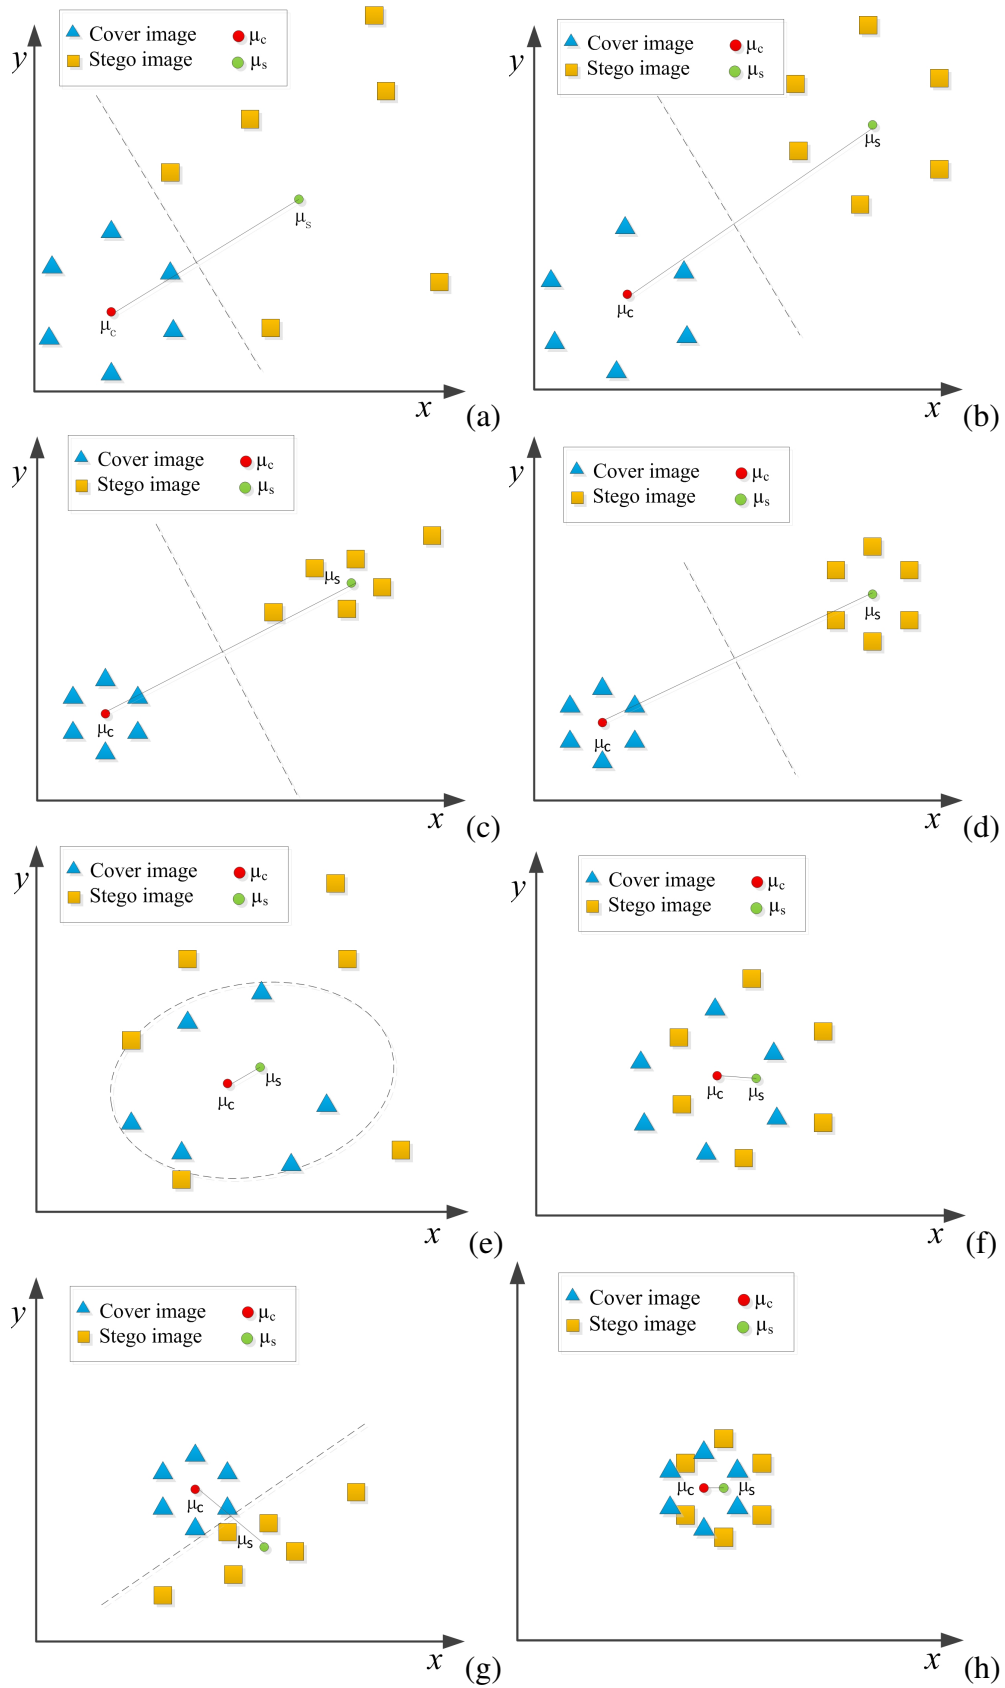 Cover image μc
Stego image μs
y
μs
μc
x
(a)
Cover image μc
Stego image μs
y
μs
μc
x
(b)
Cover image μc
Stego image μs
y
μs
μc
x
(c)
Cover image μc
Stego image μs
y
μs
μc
x
(d)
Cover image μc
Stego image μs
y
μs
μc
x
(e)
Cover image μc
Stego image μs
y
μc μs
x
(f)
Cover image μc
Stego image μs
y
μc
μs
x
(g)
Cover image μc
Stego image μs
μc μs
x
(h)